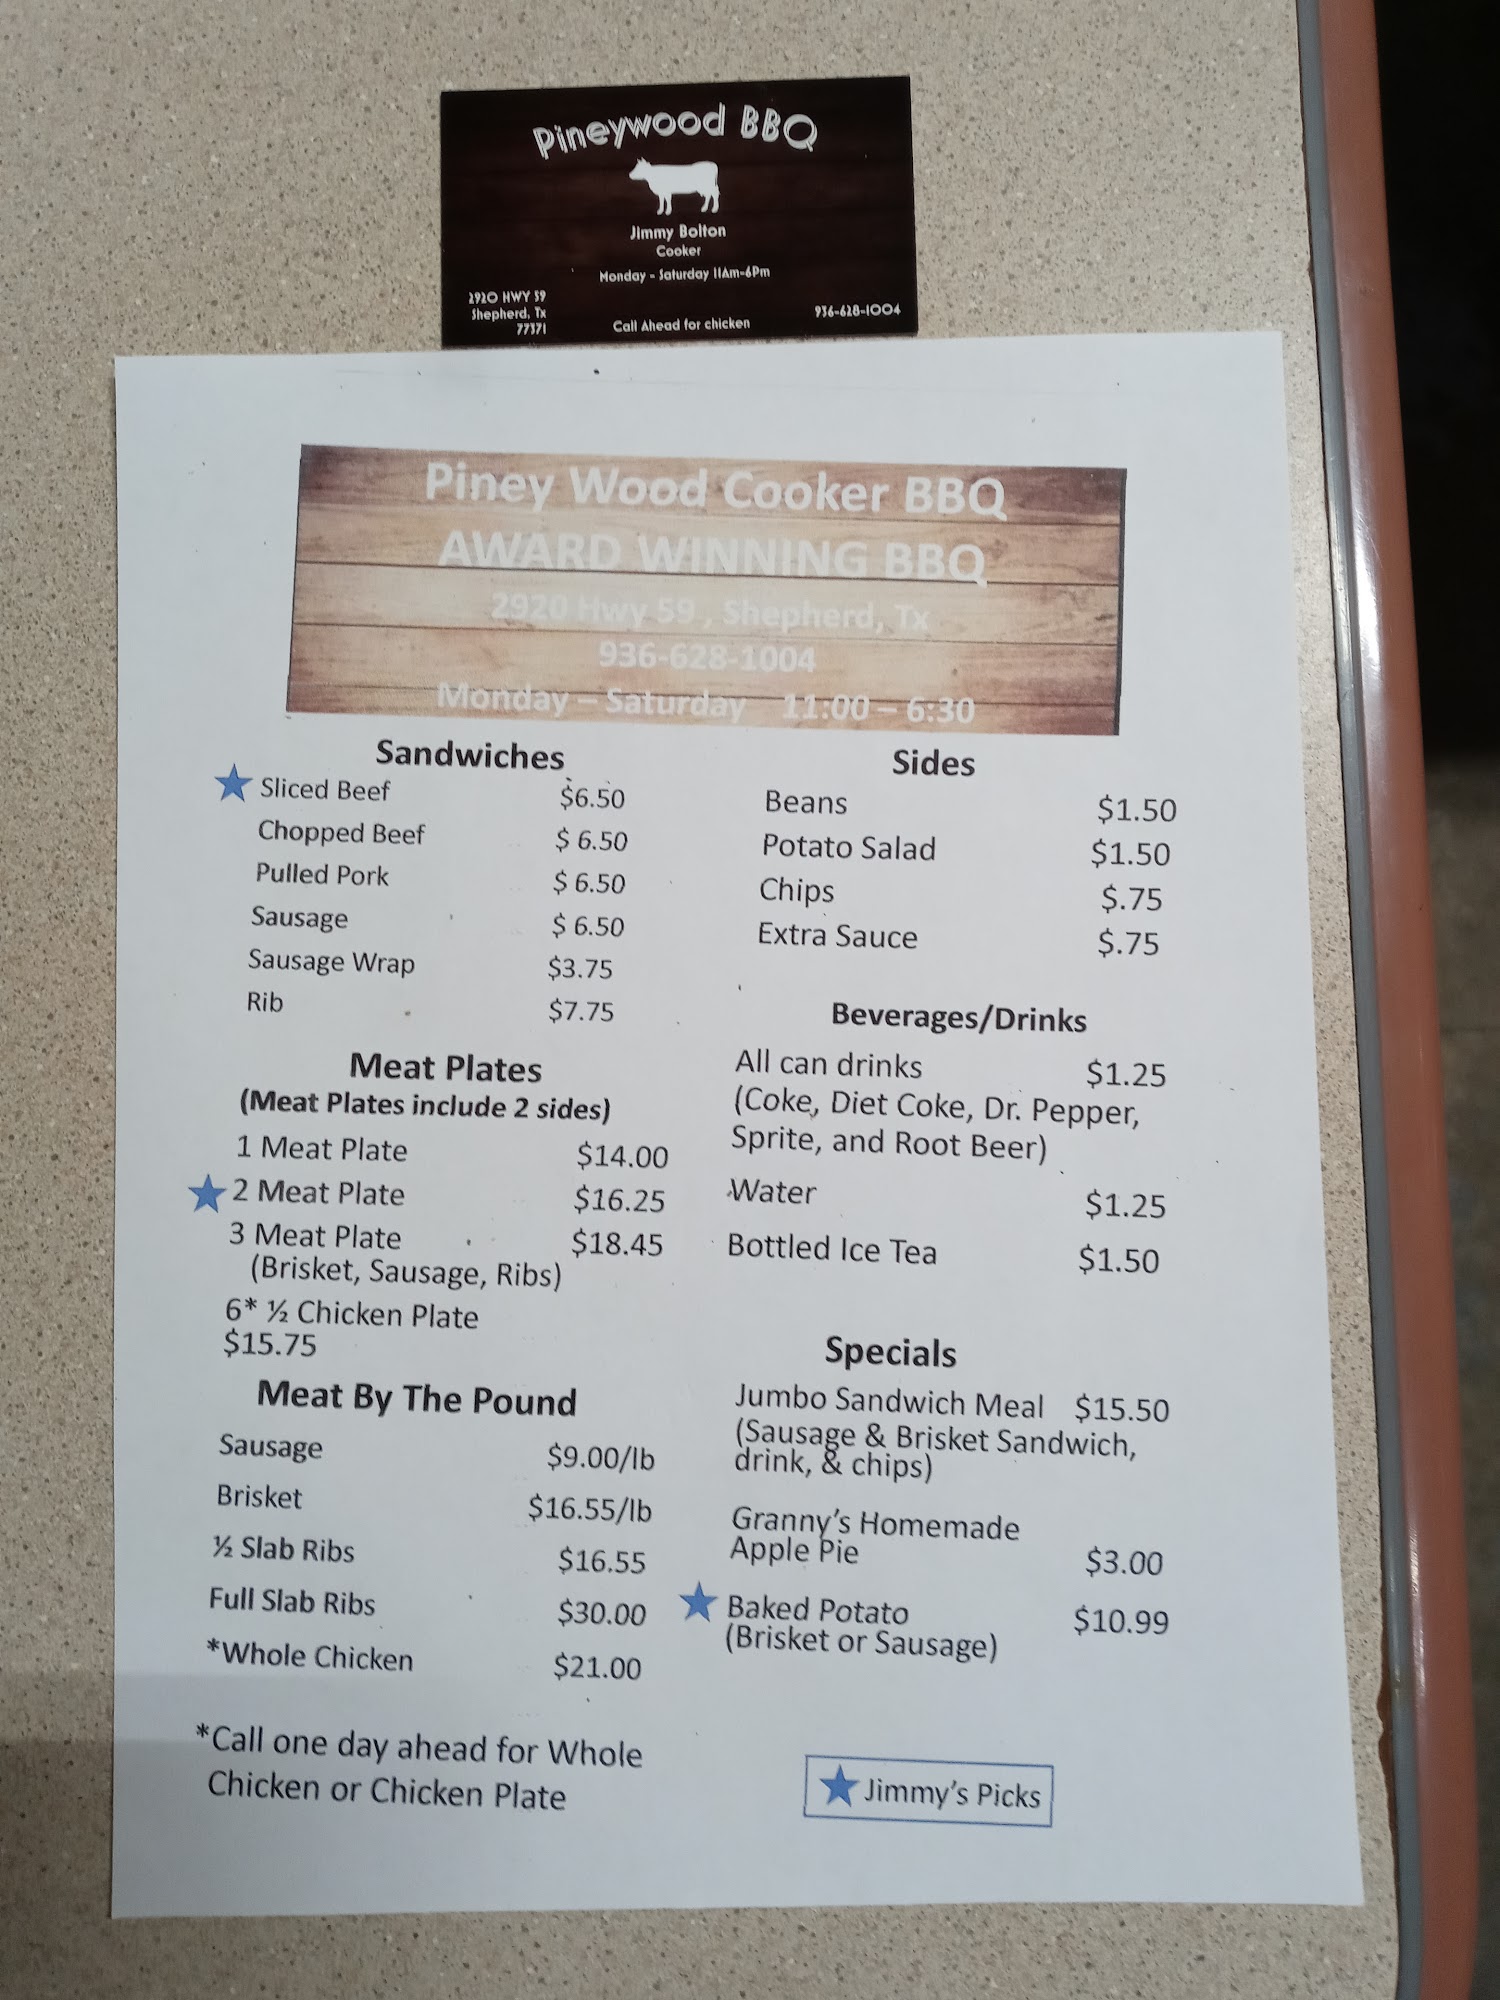 Pineywood BBQ
Jimmy Bolton
Cooker
Monday - Saturday 11Am-6Pm
2920 HWY 59
Shepherd, Tx
77371
936-628-1004
Call Ahead for chicken
Piney Wood Cooker BBQ
AWARD WINNING BBQ
2920 Hwy 59 , Shepherd, Tx
936-628-1004
Monday – Saturday 11:00 – 6:30
Sandwiches
Sliced Beef $6.50
Chopped Beef $ 6.50
Pulled Pork $ 6.50
Sausage $ 6.50
Sausage Wrap $3.75
Rib $7.75
Meat Plates
(Meat Plates include 2 sides)
1 Meat Plate $14.00
2 Meat Plate $16.25
3 Meat Plate $18.45
(Brisket, Sausage, Ribs)
6* ½ Chicken Plate
$15.75
Meat By The Pound
Sausage $9.00/lb
Brisket $16.55/lb
½ Slab Ribs $16.55
Full Slab Ribs $30.00
*Whole Chicken $21.00
*Call one day ahead for Whole
Chicken or Chicken Plate
Sides
Beans $1.50
Potato Salad $1.50
Chips $.75
Extra Sauce $.75
Beverages/Drinks
All can drinks $1.25
(Coke, Diet Coke, Dr. Pepper,
Sprite, and Root Beer)
Water $1.25
Bottled Ice Tea $1.50
Specials
Jumbo Sandwich Meal $15.50
(Sausage & Brisket Sandwich,
drink, & chips)
Granny's Homemade
Apple Pie $3.00
Baked Potato $10.99
(Brisket or Sausage)
Jimmy's Picks